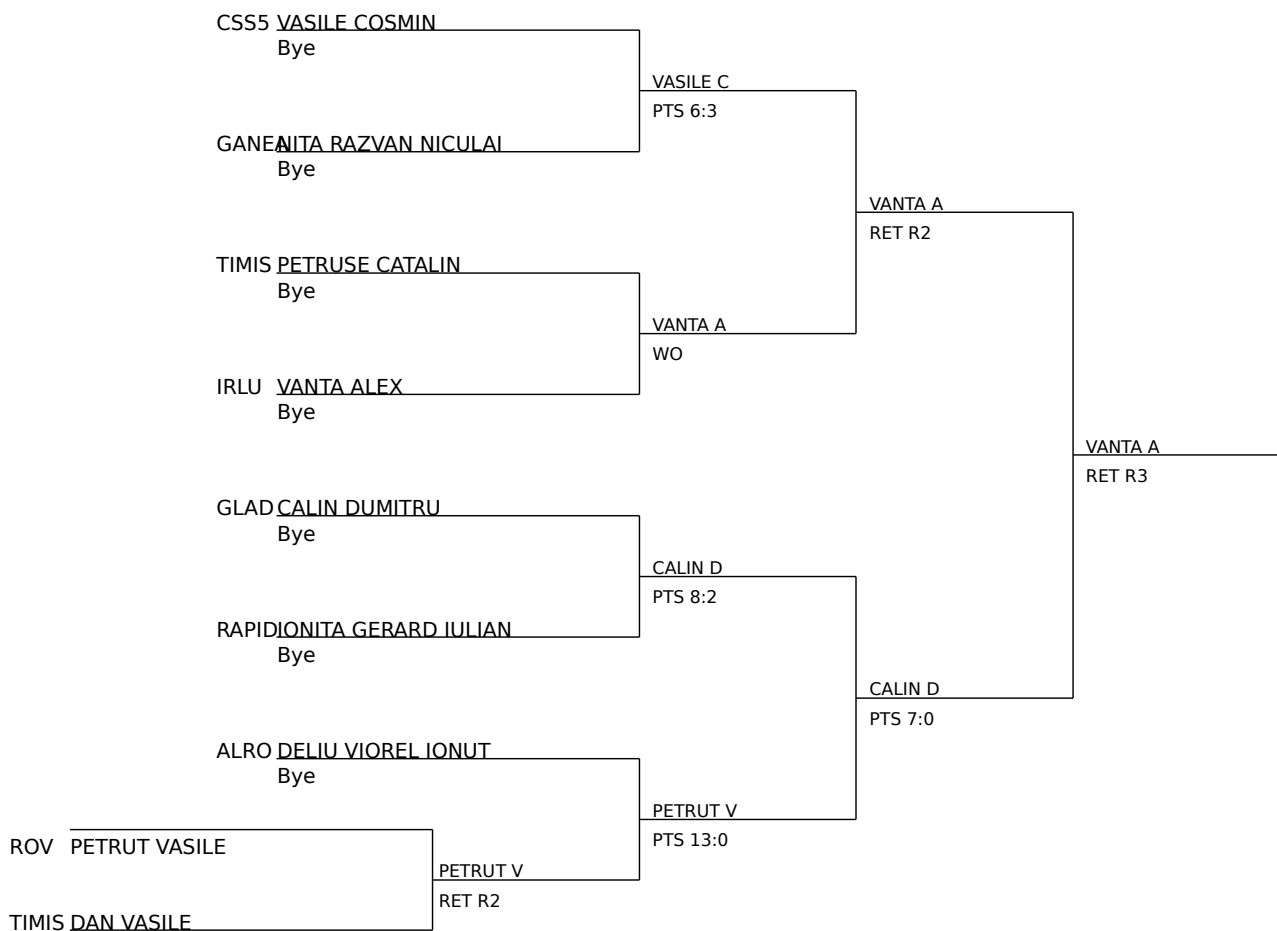 CSS5 VASILE COSMIN
Bye
VASILE C
PTS 6:3
GANEA NITA RAZVAN NICULAI
Bye
VANTA A
RET R2
TIMIS PETRUSE CATALIN
Bye
VANTA A
WO
IRLU VANTA ALEX
Bye
VANTA A
RET R3
GLAD CALIN DUMITRU
Bye
CALIN D
PTS 8:2
RAPID IONITA GERARD IULIAN
Bye
CALIN D
PTS 7:0
ALRO DELIU VIOREL IONUT
Bye
PETRUT V
PTS 13:0
ROV PETRUT VASILE
PETRUT V
RET R2
TIMIS DAN VASILE